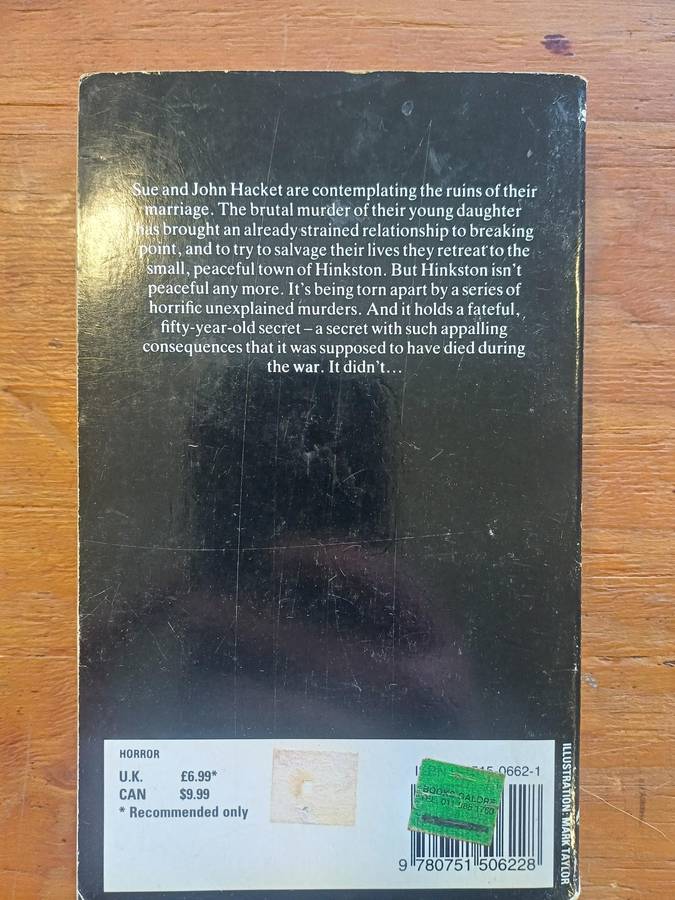 Sue and John Hacket are contemplating the ruins of their
marriage. The brutal murder of their young daughter
has brought an already strained relationship to breaking
point, and to try to salvage their lives they retreat to the
small, peaceful town of Hinkston. But Hinkston isn't
peaceful any more. It's being torn apart by a series of
horrific unexplained murders. And it holds a fateful,
fifty-year-old secret – a secret with such appalling
consequences that it was supposed to have died during
the war. It didn't...
HORROR
U.K. £6.99*
CAN $9.99
* Recommended only
0662-1
BOOKS GALORE
9 780751 506228
ILLUSTRATION: MARK TAYLOR